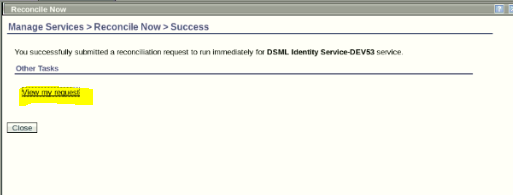 Reconcile Now
?
Manage Services > Reconcile Now > Success
You successfully submitted a reconciliation request to run immediately for DSML Identity Service-DEV53 service.
Other Tasks
View my request
Close